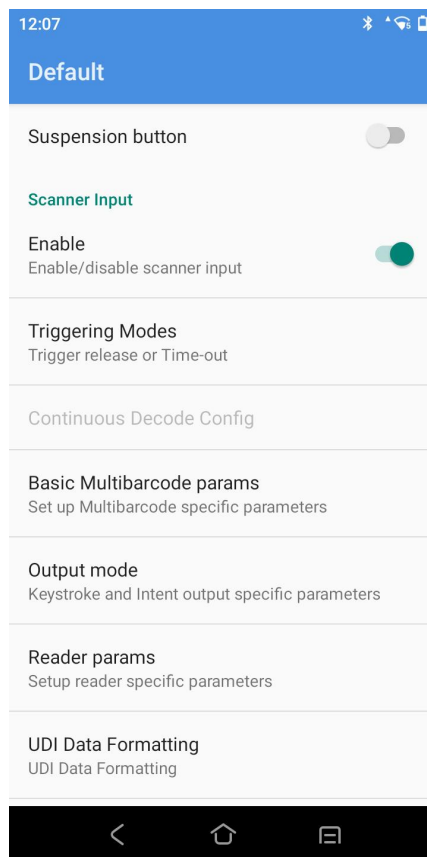 12:07
Default
Suspension button
Scanner Input
Enable
Enable/disable scanner input
Triggering Modes
Trigger release or Time-out
Continuous Decode Config
Basic Multibarcode params
Set up Multibarcode specific parameters
Output mode
Keystroke and Intent output specific parameters
Reader params
Setup reader specific parameters
UDI Data Formatting
UDI Data Formatting